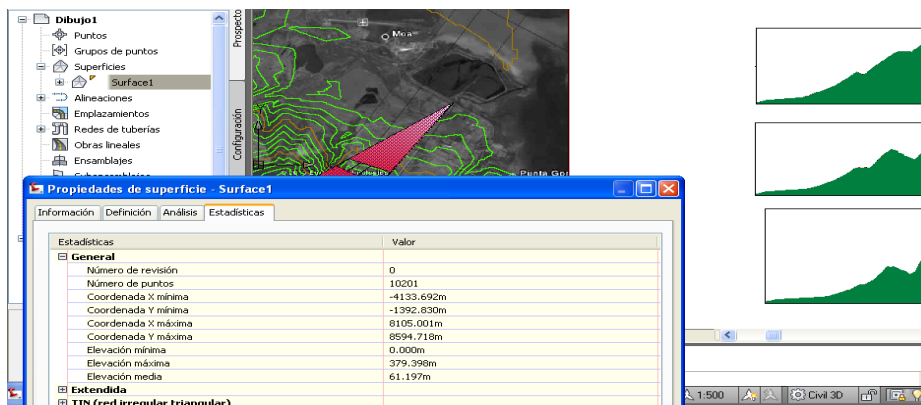 Dibujo1
Puntos
Grupos de puntos
Superficies
Surface1
Alineaciones
Emplazamientos
Redes de tuberías
Obras lineales
Ensamblajes
Prospecto
Configuración
Moa
Punta Gor
Propiedades de superficie - Surface1
Información Definición Análisis Estadísticas
Estadísticas Valor
General
Número de revisión 0
Número de puntos 10201
Coordenada X mínima -4133.692m
Coordenada Y mínima -1392.830m
Coordenada X máxima 8105.001m
Coordenada Y máxima 8594.718m
Elevación mínima 0.000m
Elevación máxima 379.398m
Elevación media 61.197m
Extendida
TIN (red irregular triangular)
1:500 Civil 3D